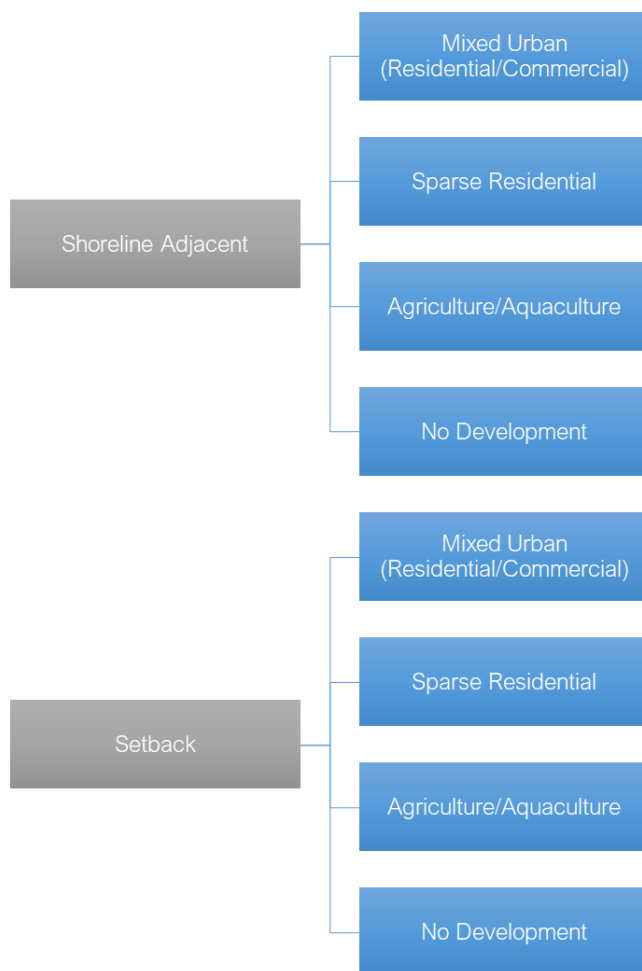 Shoreline Adjacent
Mixed Urban
(Residential/Commercial)
Sparse Residential
Agriculture/Aquaculture
No Development
Setback
Mixed Urban
(Residential/Commercial)
Sparse Residential
Agriculture/Aquaculture
No Development